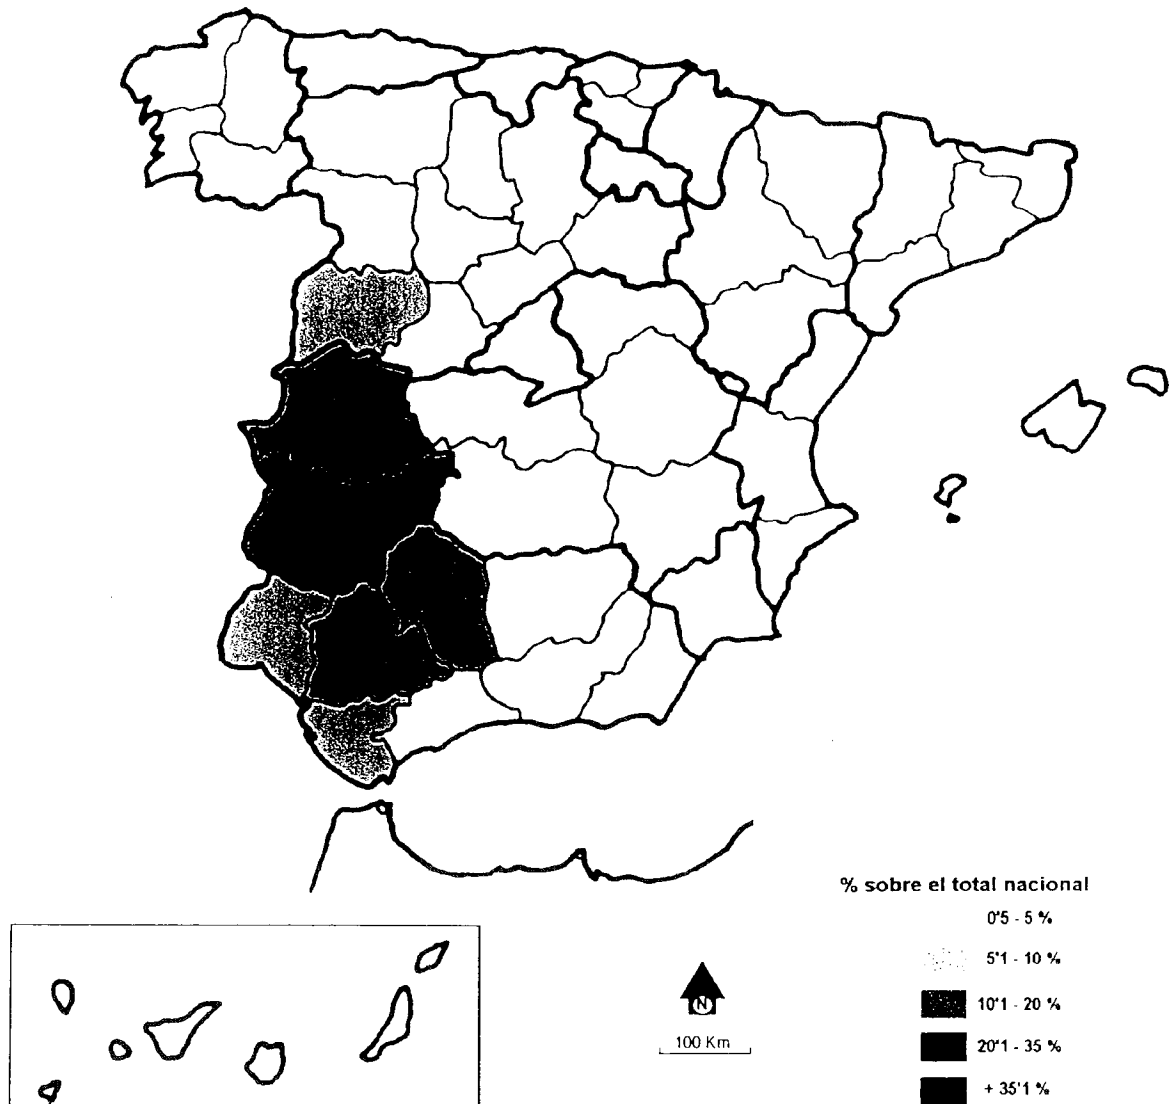 % sobre el total nacional
0'5 - 5 %
5'1 - 10 %
10'1 - 20 %
20'1 - 35 %
+ 35'1 %
N
100 Km